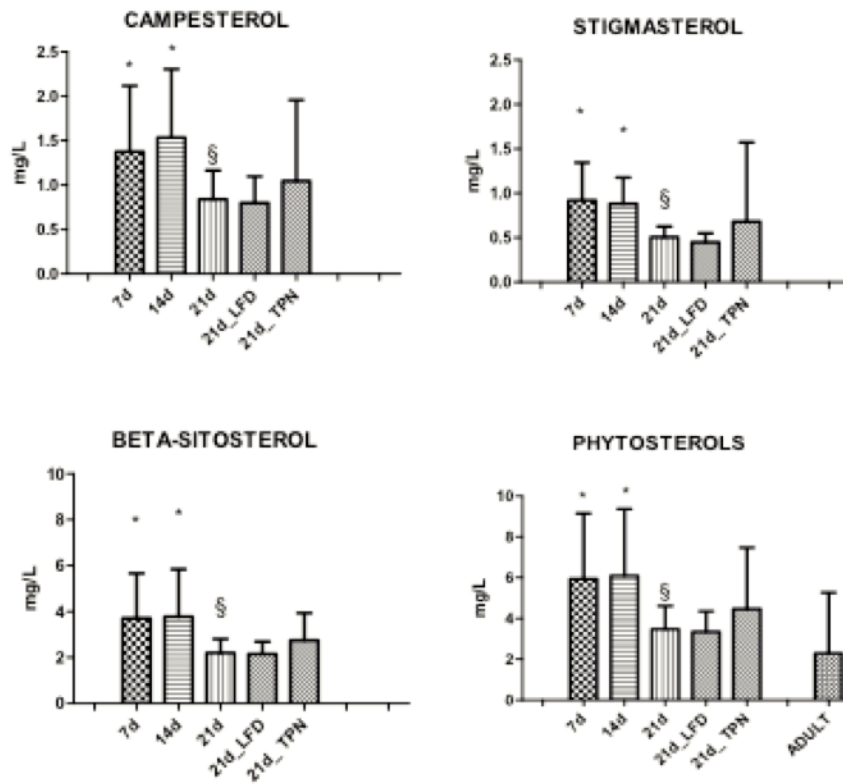 CAMPESTEROL
2.5
*
*
2.0
1.5
mg/L
§
1.0
0.5
0.0
7d
14d
21d
21d_LFD
21d_TPN
STIGMASTEROL
2.5
2.0
*
*
1.5
mg/L
1.0
§
0.5
0.0
7d
14d
21d
21d_LFD
21d_TPN
BETA-SITOSTEROL
10
8
*
*
6
mg/L
4
§
2
0
7d
14d
21d
21d_LFD
21d_TPN
PHYTOSTEROLS
10
*
*
8
6
mg/L
§
4
2
0
7d
14d
21d
21d_LFD
21d_TPN
ADULT